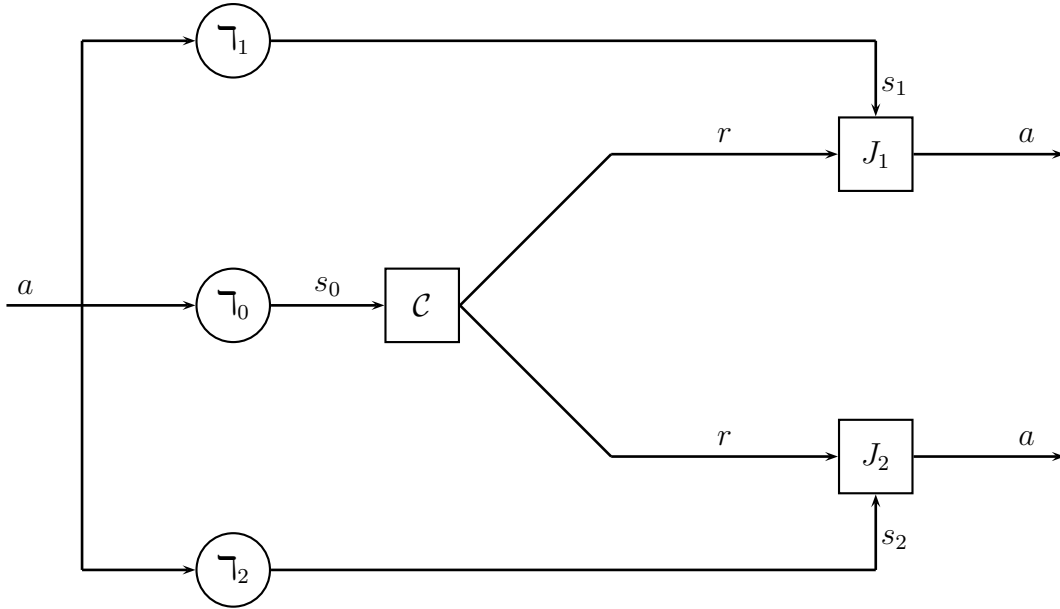 ℸ₁
s₁
r
J₁
a
a
ℸ₀
s₀
𝒞
r
J₂
a
s₂
ℸ₂